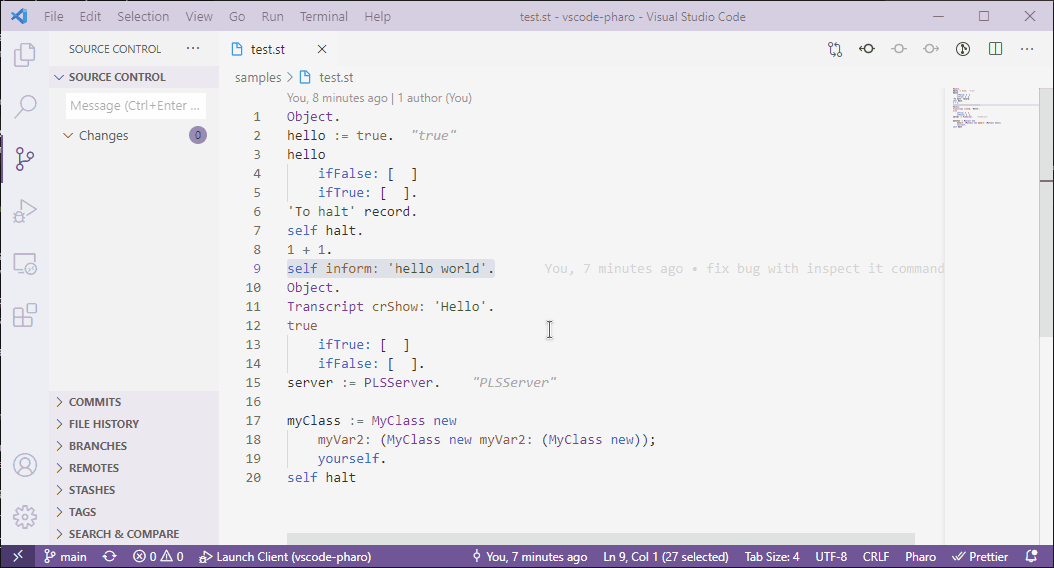 File Edit Selection View Go Run Terminal Help test.st - vscode-pharo - Visual Studio Code
SOURCE CONTROL ...
SOURCE CONTROL
Message (Ctrl+Enter ...
Changes 0
COMMITS
FILE HISTORY
BRANCHES
REMOTES
STASHES
TAGS
SEARCH & COMPARE
test.st
samples > test.st
You, 8 minutes ago | 1 author (You)
1 Object.
2 hello := true. "true"
3 hello
4 ifFalse: [ ]
5 ifTrue: [ ].
6 'To halt' record.
7 self halt.
8 1 + 1.
9 self inform: 'hello world'. You, 7 minutes ago • fix bug with inspect it command
10 Object.
11 Transcript crShow: 'Hello'.
12 true
13 ifTrue: [ ]
14 ifFalse: [ ].
15 server := PLSServer. "PLSServer"
16
17 myClass := MyClass new
18 myVar2: (MyClass new myVar2: (MyClass new));
19 yourself.
20 self halt
main 0 0 Launch Client (vscode-pharo) You, 7 minutes ago Ln 9, Col 1 (27 selected) Tab Size: 4 UTF-8 CRLF Pharo Prettier